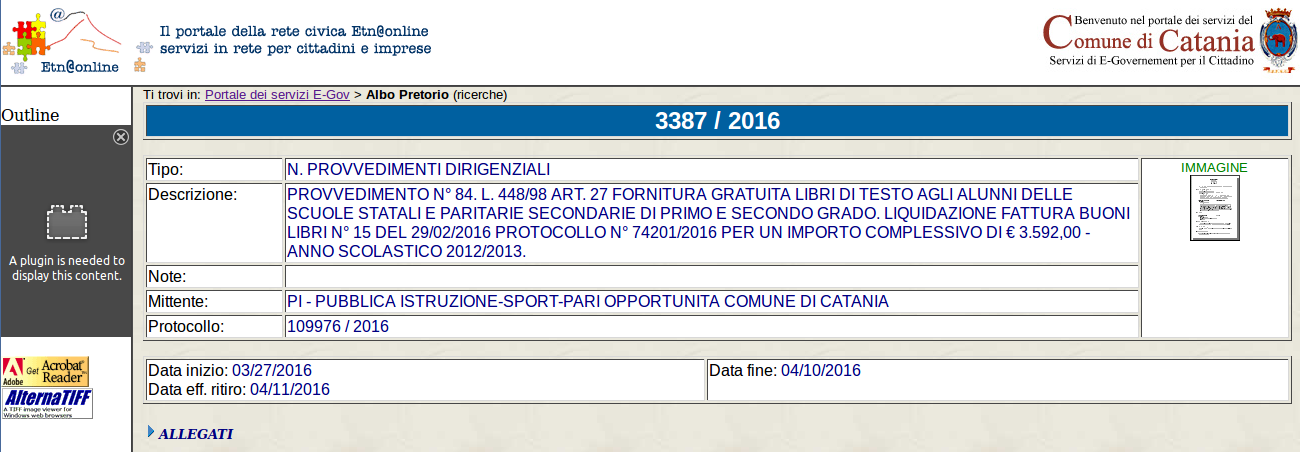 Etn@online
Il portale della rete civica Etn@online
servizi in rete per cittadini e imprese
Benvenuto nel portale dei servizi del
Comune di Catania
Servizi di E-Governement per il Cittadino
Outline
A plugin is needed to
display this content.
Get Acrobat
Adobe Reader
AlternaTIFF
A TIFF image viewer for
Windows web browsers
Ti trovi in: Portale dei servizi E-Gov > Albo Pretorio (ricerche)
3387 / 2016
Tipo: N. PROVVEDIMENTI DIRIGENZIALI
Descrizione: PROVVEDIMENTO N° 84. L. 448/98 ART. 27 FORNITURA GRATUITA LIBRI DI TESTO AGLI ALUNNI DELLE
SCUOLE STATALI E PARITARIE SECONDARIE DI PRIMO E SECONDO GRADO. LIQUIDAZIONE FATTURA BUONI
LIBRI N° 15 DEL 29/02/2016 PROTOCOLLO N° 74201/2016 PER UN IMPORTO COMPLESSIVO DI € 3.592,00 -
ANNO SCOLASTICO 2012/2013.
Note:
Mittente: PI - PUBBLICA ISTRUZIONE-SPORT-PARI OPPORTUNITA COMUNE DI CATANIA
Protocollo: 109976 / 2016
IMMAGINE
Data inizio: 03/27/2016
Data eff. ritiro: 04/11/2016
Data fine: 04/10/2016
ALLEGATI